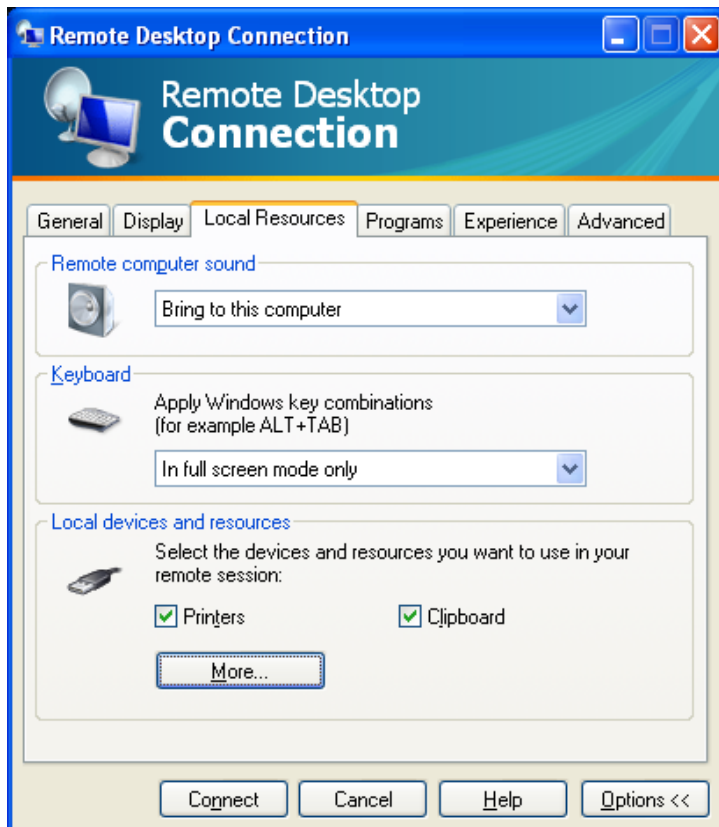 Remote Desktop Connection
Remote Desktop
Connection
General Display Local Resources Programs Experience Advanced
Remote computer sound
Bring to this computer
Keyboard
Apply Windows key combinations
(for example ALT+TAB)
In full screen mode only
Local devices and resources
Select the devices and resources you want to use in your
remote session:
Printers Clipboard
More...
Connect Cancel Help Options <<